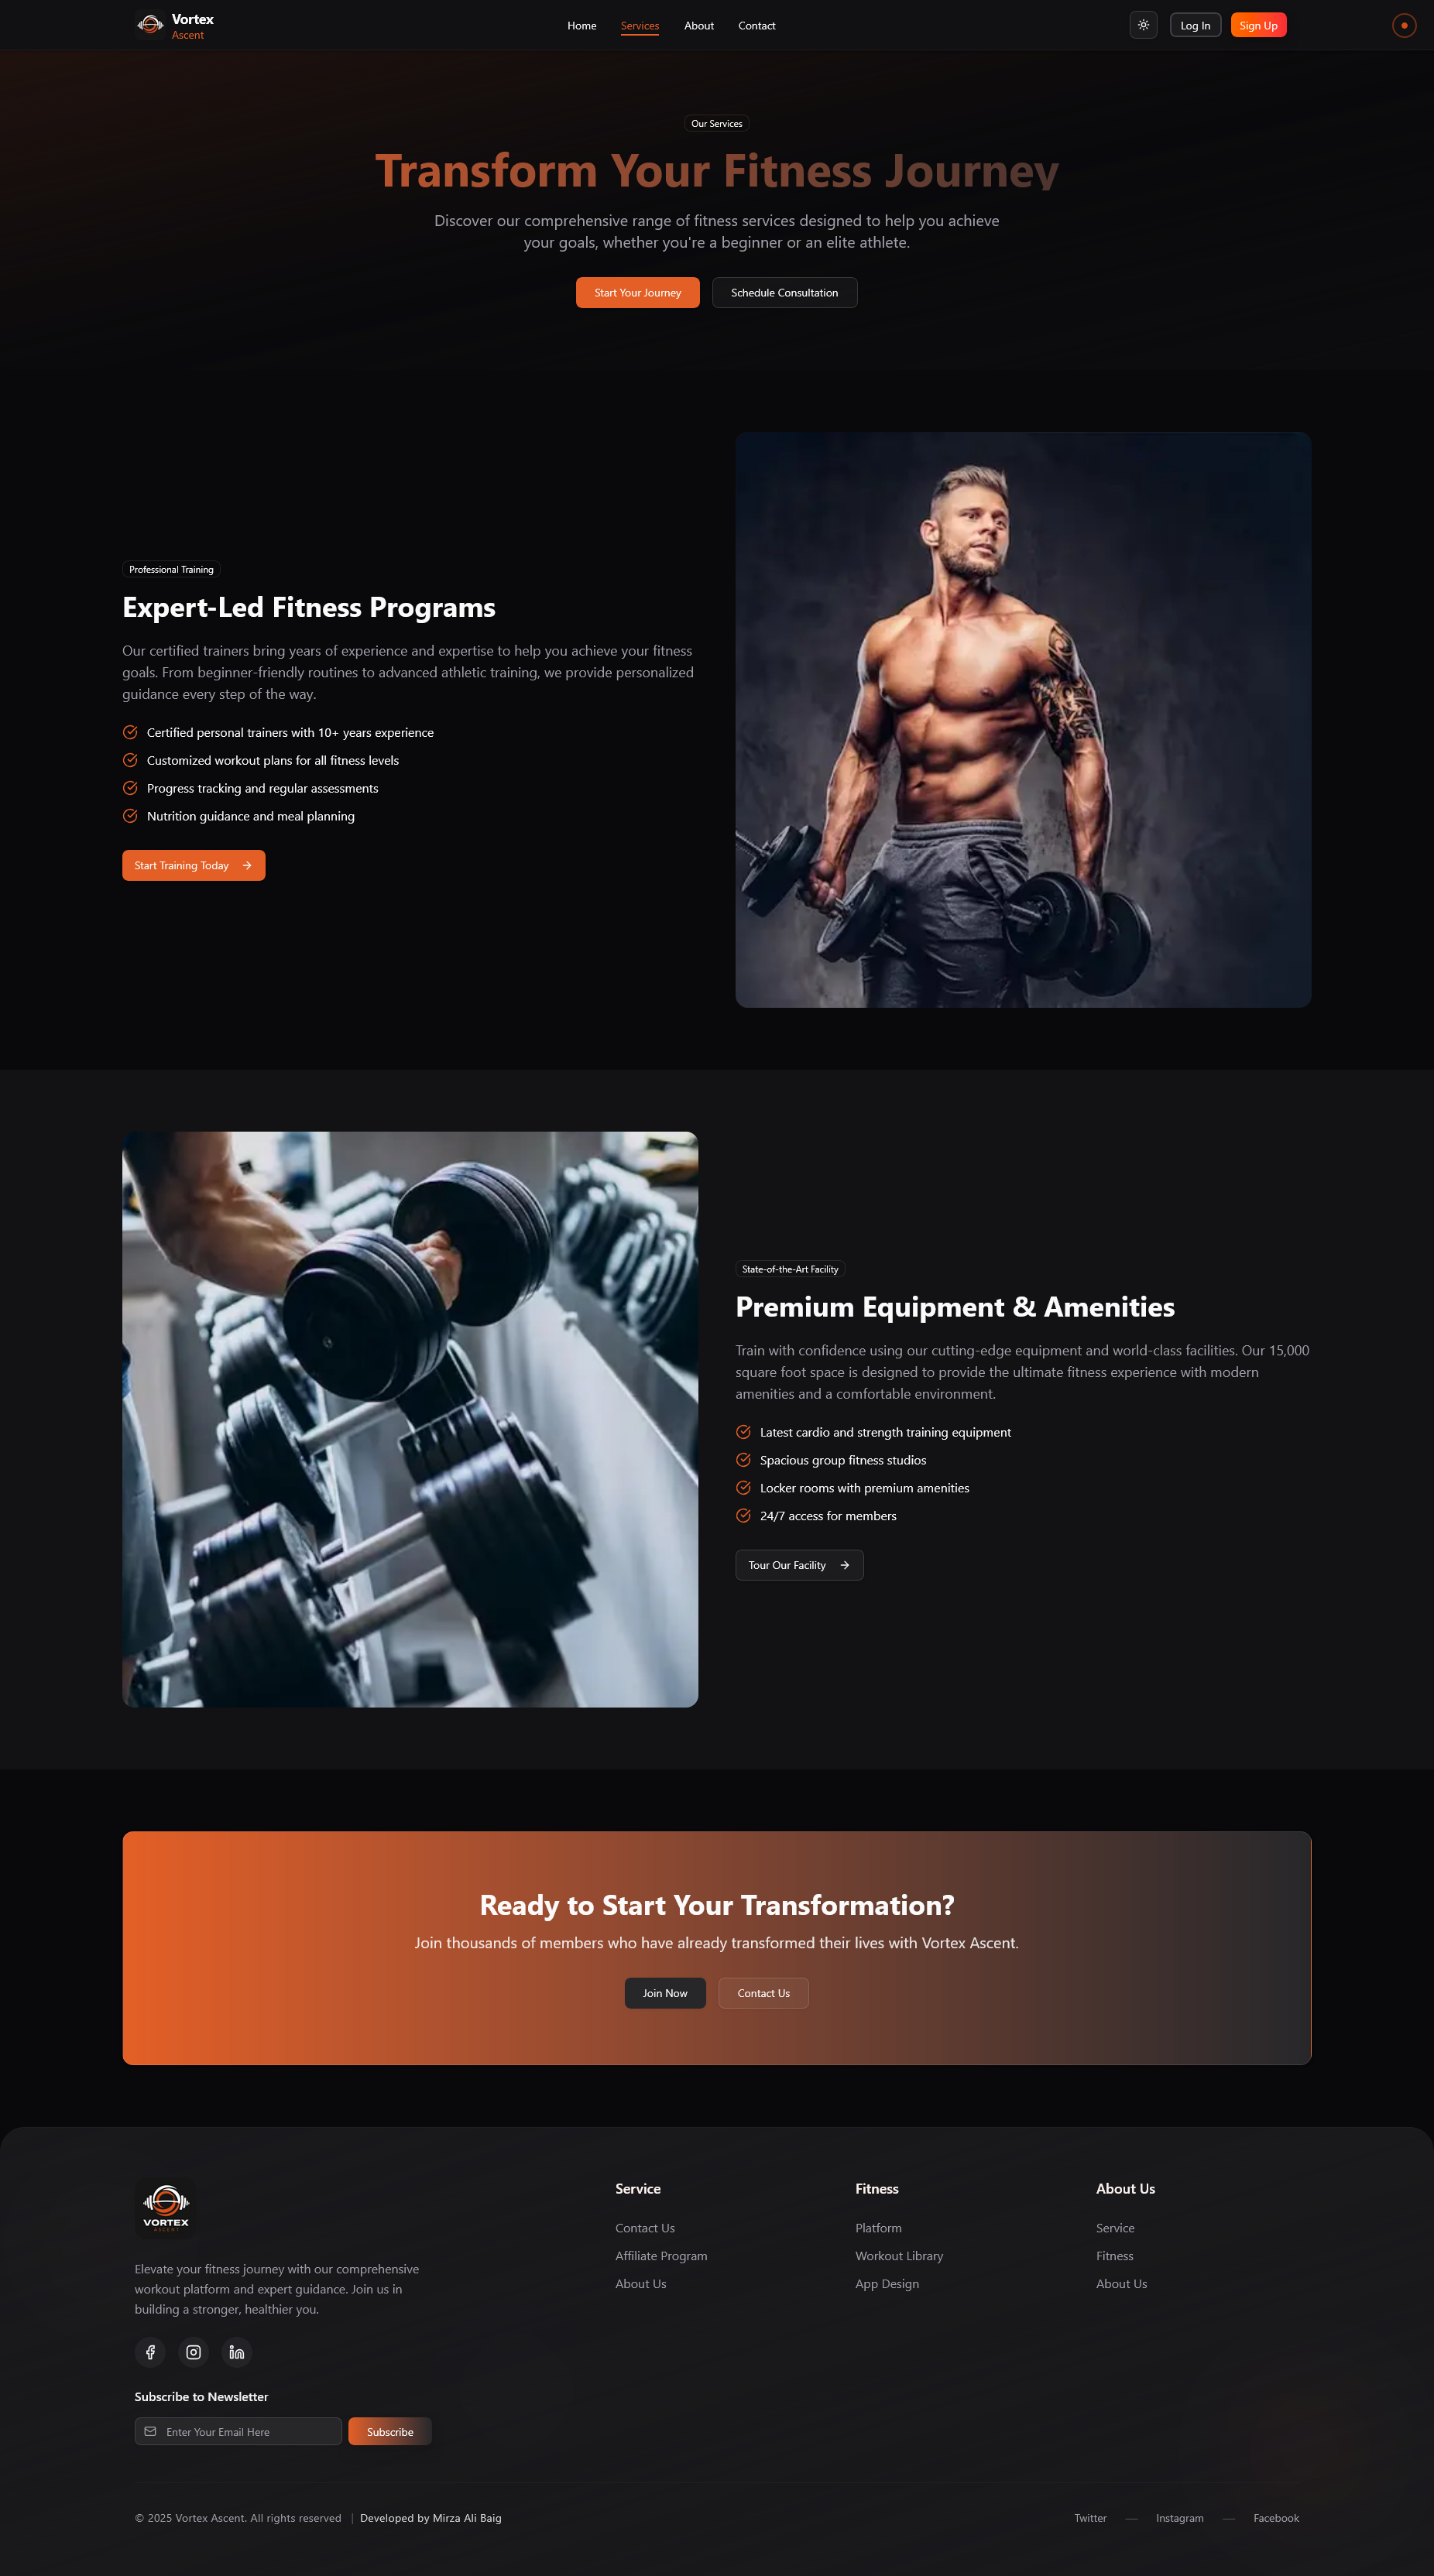 Vortex
Ascent
Home
Services
About
Contact
Log In
Sign Up
Our Services
Transform Your Fitness Journey
Discover our comprehensive range of fitness services designed to help you achieve
your goals, whether you're a beginner or an elite athlete.
Start Your Journey
Schedule Consultation
Professional Training
Expert-Led Fitness Programs
Our certified trainers bring years of experience and expertise to help you achieve your fitness
goals. From beginner-friendly routines to advanced athletic training, we provide personalized
guidance every step of the way.
Certified personal trainers with 10+ years experience
Customized workout plans for all fitness levels
Progress tracking and regular assessments
Nutrition guidance and meal planning
Start Training Today
State-of-the-Art Facility
Premium Equipment & Amenities
Train with confidence using our cutting-edge equipment and world-class facilities. Our 15,000
square foot space is designed to provide the ultimate fitness experience with modern
amenities and a comfortable environment.
Latest cardio and strength training equipment
Spacious group fitness studios
Locker rooms with premium amenities
24/7 access for members
Tour Our Facility
Ready to Start Your Transformation?
Join thousands of members who have already transformed their lives with Vortex Ascent.
Join Now
Contact Us
VORTEX
ASCENT
Elevate your fitness journey with our comprehensive
workout platform and expert guidance. Join us in
building a stronger, healthier you.
Subscribe to Newsletter
Enter Your Email Here
Subscribe
Service
Contact Us
Affiliate Program
About Us
Fitness
Platform
Workout Library
App Design
About Us
Service
Fitness
About Us
© 2025 Vortex Ascent. All rights reserved | Developed by Mirza Ali Baig
Twitter — Instagram — Facebook